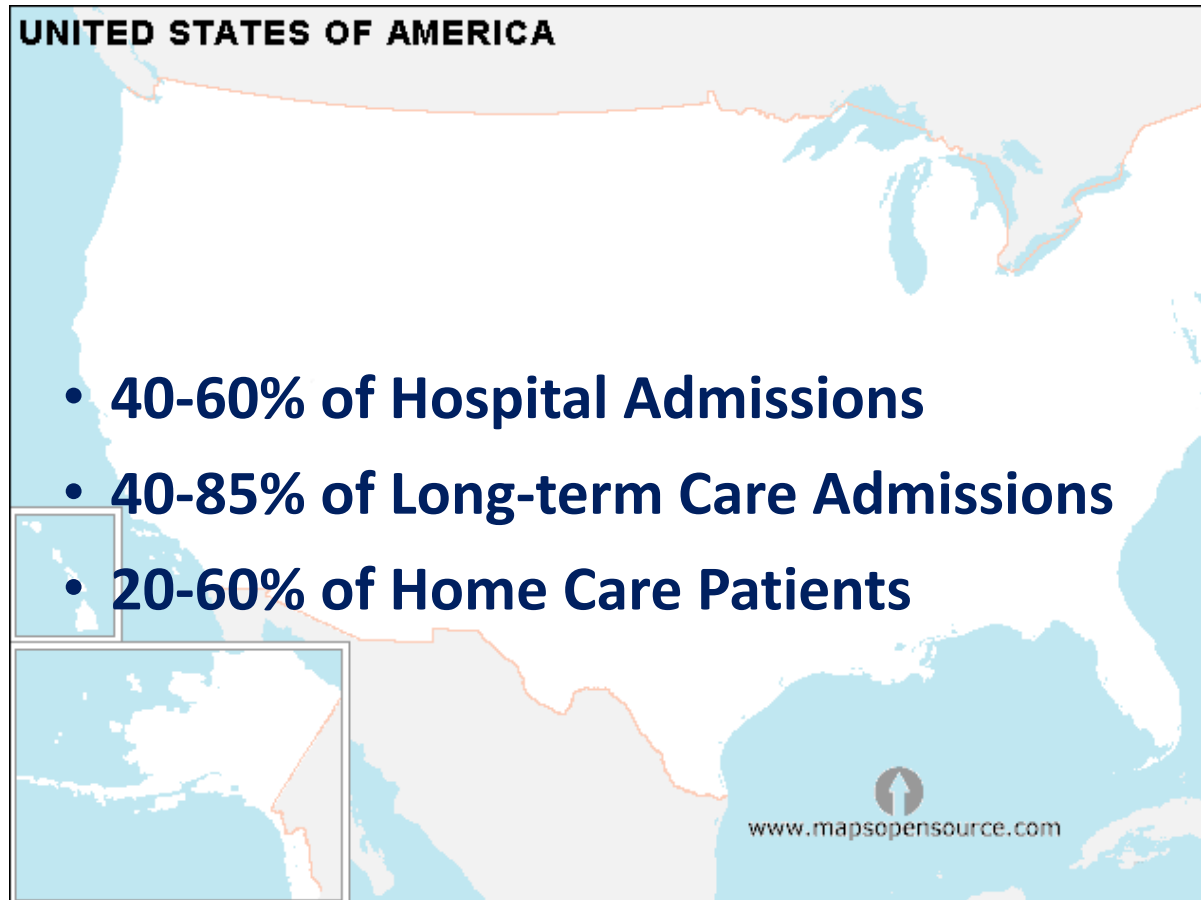 UNITED STATES OF AMERICA
• 40-60% of Hospital Admissions
• 40-85% of Long-term Care Admissions
• 20-60% of Home Care Patients
www.mapsopensource.com